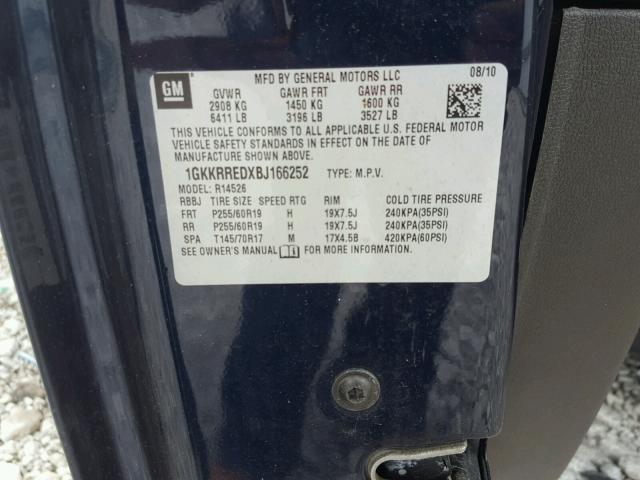 GM MFD BY GENERAL MOTORS LLC 08/10
GVWR GAWR FRT GAWR RR
2908 KG 1450 KG 1600 KG
6411 LB 3196 LB 3527 LB
THIS VEHICLE CONFORMS TO ALL APPLICABLE U.S. FEDERAL MOTOR
VEHICLE SAFETY STANDARDS IN EFFECT ON THE DATE OF
MANUFACTURE SHOWN ABOVE.
1GKKRREDXBJ166252 TYPE: M.P.V.
MODEL: R14526
RBBJ TIRE SIZE SPEED RTG RIM COLD TIRE PRESSURE
FRT P255/60R19 H 19X7.5J 240KPA(35PSI)
RR P255/60R19 H 19X7.5J 240KPA(35PSI)
SPA T145/70R17 M 17X4.5B 420KPA(60PSI)
SEE OWNER'S MANUAL FOR MORE INFORMATION.